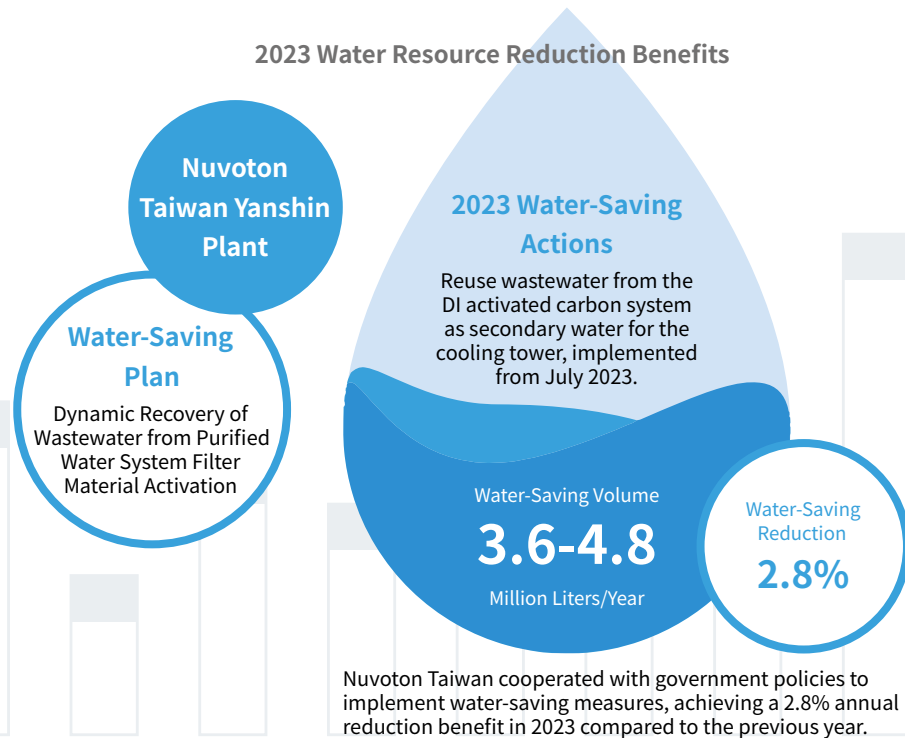 2023 Water Resource Reduction Benefits
Nuvoton
Taiwan Yanshin
Plant
Water-Saving
Plan
Dynamic Recovery of
Wastewater from Purified
Water System Filter
Material Activation
2023 Water-Saving
Actions
Reuse wastewater from the
DI activated carbon system
as secondary water for the
cooling tower, implemented
from July 2023.
Water-Saving Volume
3.6-4.8
Million Liters/Year
Water-Saving
Reduction
2.8%
Nuvoton Taiwan cooperated with government policies to
implement water-saving measures, achieving a 2.8% annual
reduction benefit in 2023 compared to the previous year.